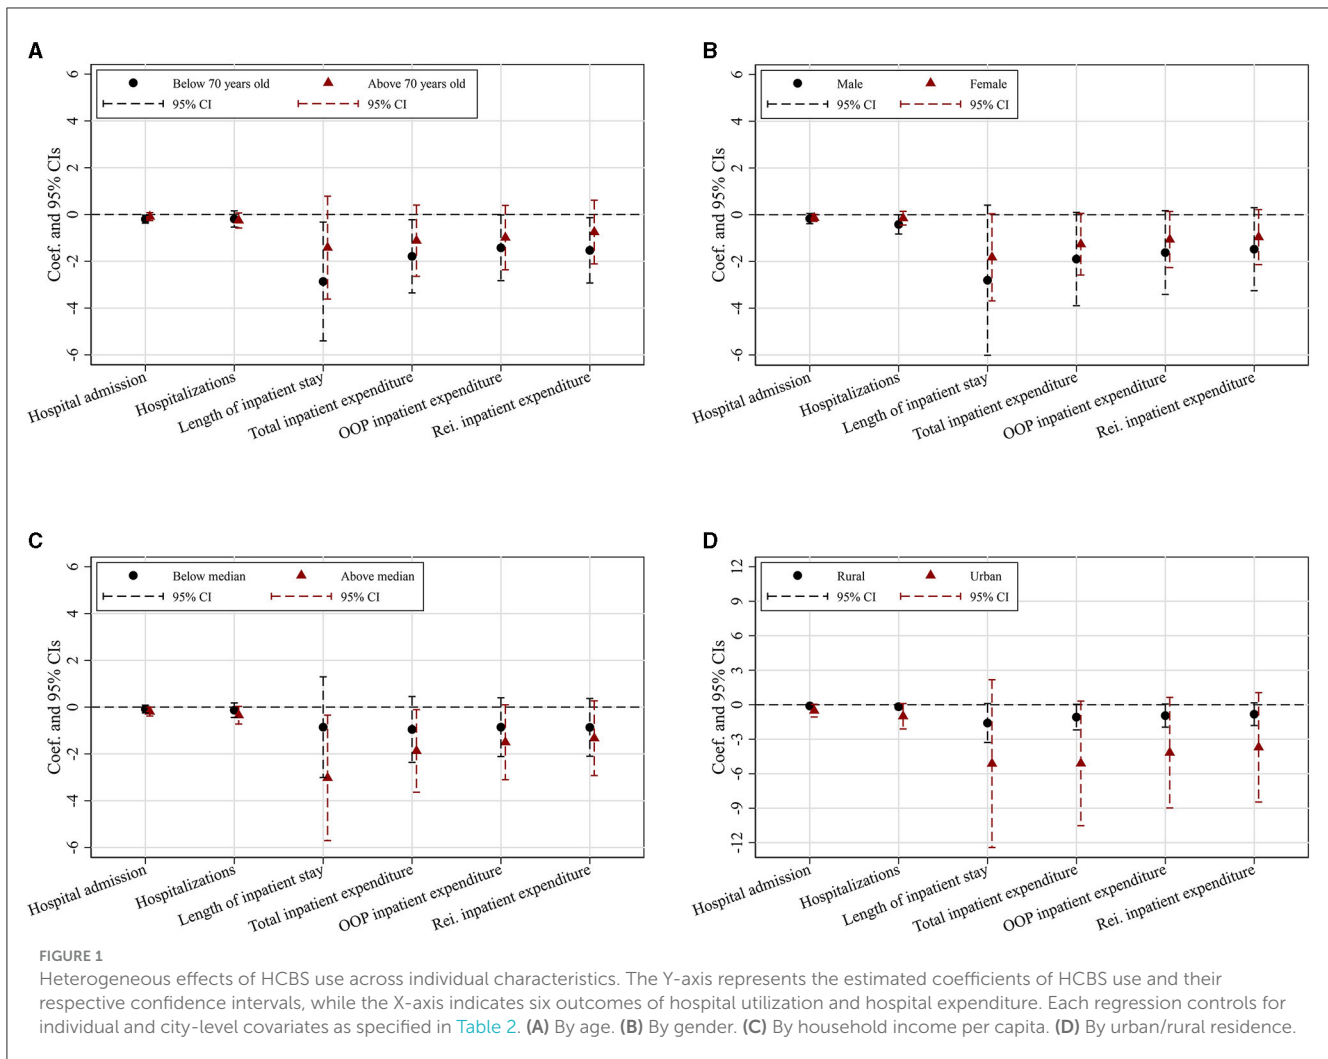 A
Below 70 years old
Above 70 years old
95% CI
95% CI
Coef. and 95% CIs
6
4
2
0
-2
-4
-6
Hospital admission
Hospitalizations
Length of inpatient stay
Total inpatient expenditure
OOP inpatient expenditure
Rei. inpatient expenditure
B
Male
Female
95% CI
95% CI
Coef. and 95% CIs
6
4
2
0
-2
-4
-6
Hospital admission
Hospitalizations
Length of inpatient stay
Total inpatient expenditure
OOP inpatient expenditure
Rei. inpatient expenditure
C
Below median
Above median
95% CI
95% CI
Coef. and 95% CIs
6
4
2
0
-2
-4
-6
Hospital admission
Hospitalizations
Length of inpatient stay
Total inpatient expenditure
OOP inpatient expenditure
Rei. inpatient expenditure
D
Rural
Urban
95% CI
95% CI
Coef. and 95% CIs
12
9
6
3
0
-3
-6
-9
-12
Hospital admission
Hospitalizations
Length of inpatient stay
Total inpatient expenditure
OOP inpatient expenditure
Rei. inpatient expenditure
FIGURE 1
Heterogeneous effects of HCBS use across individual characteristics. The Y-axis represents the estimated coefficients of HCBS use and their
respective confidence intervals, while the X-axis indicates six outcomes of hospital utilization and hospital expenditure. Each regression controls for
individual and city-level covariates as specified in Table 2. (A) By age. (B) By gender. (C) By household income per capita. (D) By urban/rural residence.